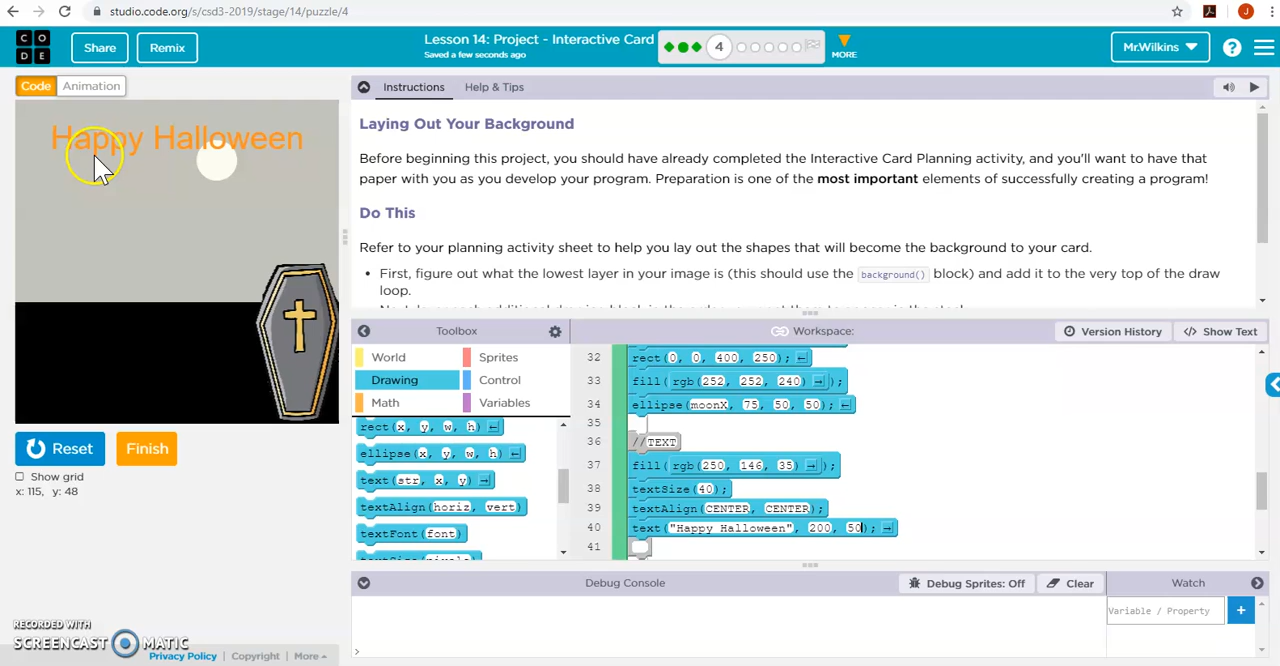 studio.code.org/s/csd3-2019/stage/14/puzzle/4
CODE
Share
Remix
Lesson 14: Project - Interactive Card
Saved a few seconds ago
4
MORE
Mr.Wilkins
?
J
Code
Animation
Happy Halloween
Reset
Finish
Show grid
x: 115, y: 48
RECORDED WITH
SCREENCAST MATIC
Privacy Policy | Copyright | More
Instructions
Help & Tips
Laying Out Your Background
Before beginning this project, you should have already completed the Interactive Card Planning activity, and you'll want to have that
paper with you as you develop your program. Preparation is one of the most important elements of successfully creating a program!
Do This
Refer to your planning activity sheet to help you lay out the shapes that will become the background to your card.
• First, figure out what the lowest layer in your image is (this should use the background() block) and add it to the very top of the draw
loop.
Toolbox
World
Sprites
Drawing
Control
Math
Variables
rect(x, y, w, h)
ellipse(x, y, w, h)
text(str, x, y)
textAlign(horiz, vert)
textFont(font)
Workspace:
Version History
</> Show Text
32 rect(0, 0, 400, 250);
33 fill( rgb(252, 252, 240) );
34 ellipse(moonX, 75, 50, 50);
35
36 //TEXT
37 fill( rgb(250, 146, 35) );
38 textSize(40);
39 textAlign(CENTER, CENTER);
40 text("Happy Halloween", 200, 50);
41
Debug Console
Debug Sprites: Off
Clear
Watch
Variable / Property
+
>